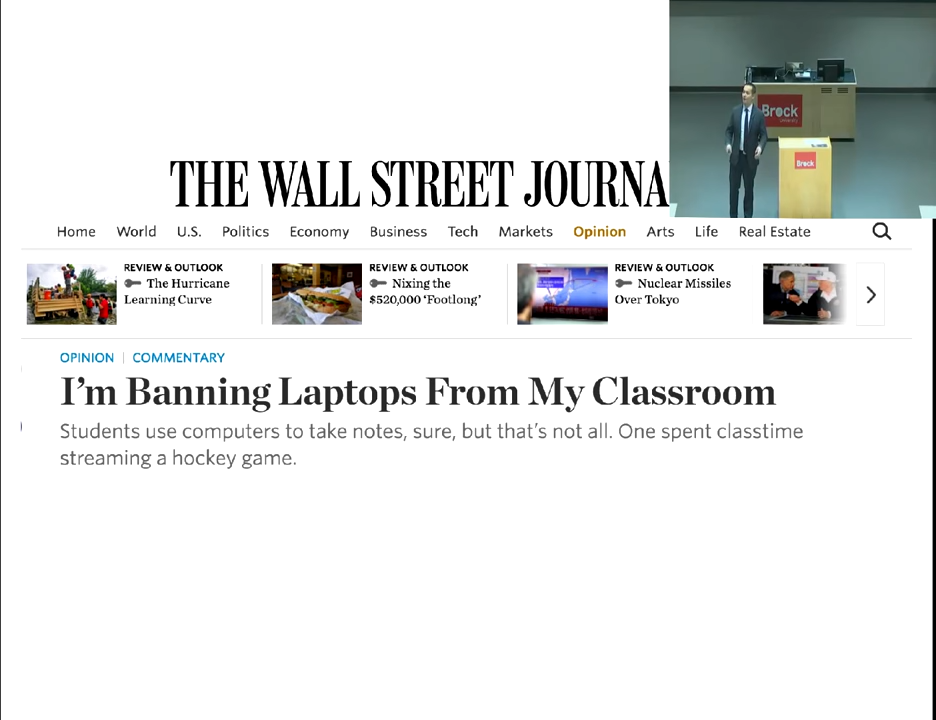 THE WALL STREET JOURNA
Brock
University
Brock
Home World U.S. Politics Economy Business Tech Markets Opinion Arts Life Real Estate
REVIEW & OUTLOOK
The Hurricane
Learning Curve
REVIEW & OUTLOOK
Nixing the
$520,000 ‘Footlong’
REVIEW & OUTLOOK
Nuclear Missiles
Over Tokyo
OPINION | COMMENTARY
I’m Banning Laptops From My Classroom
Students use computers to take notes, sure, but that’s not all. One spent classtime
streaming a hockey game.